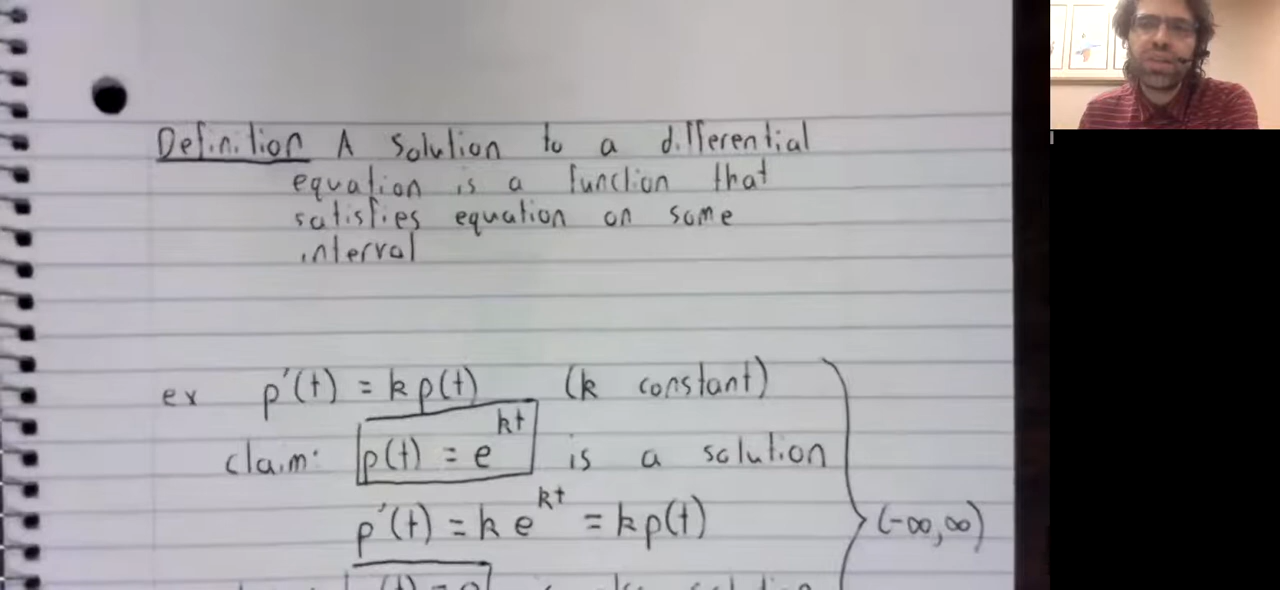 Definition A solution to a differential
equation is a function that
satisfies equation on some
interval
ex p'(t) = kp(t) (k constant)
claim: p(t) = e^{kt} is a solution
p'(t) = k e^{kt} = kp(t)
(-∞,∞)
(t) = solution